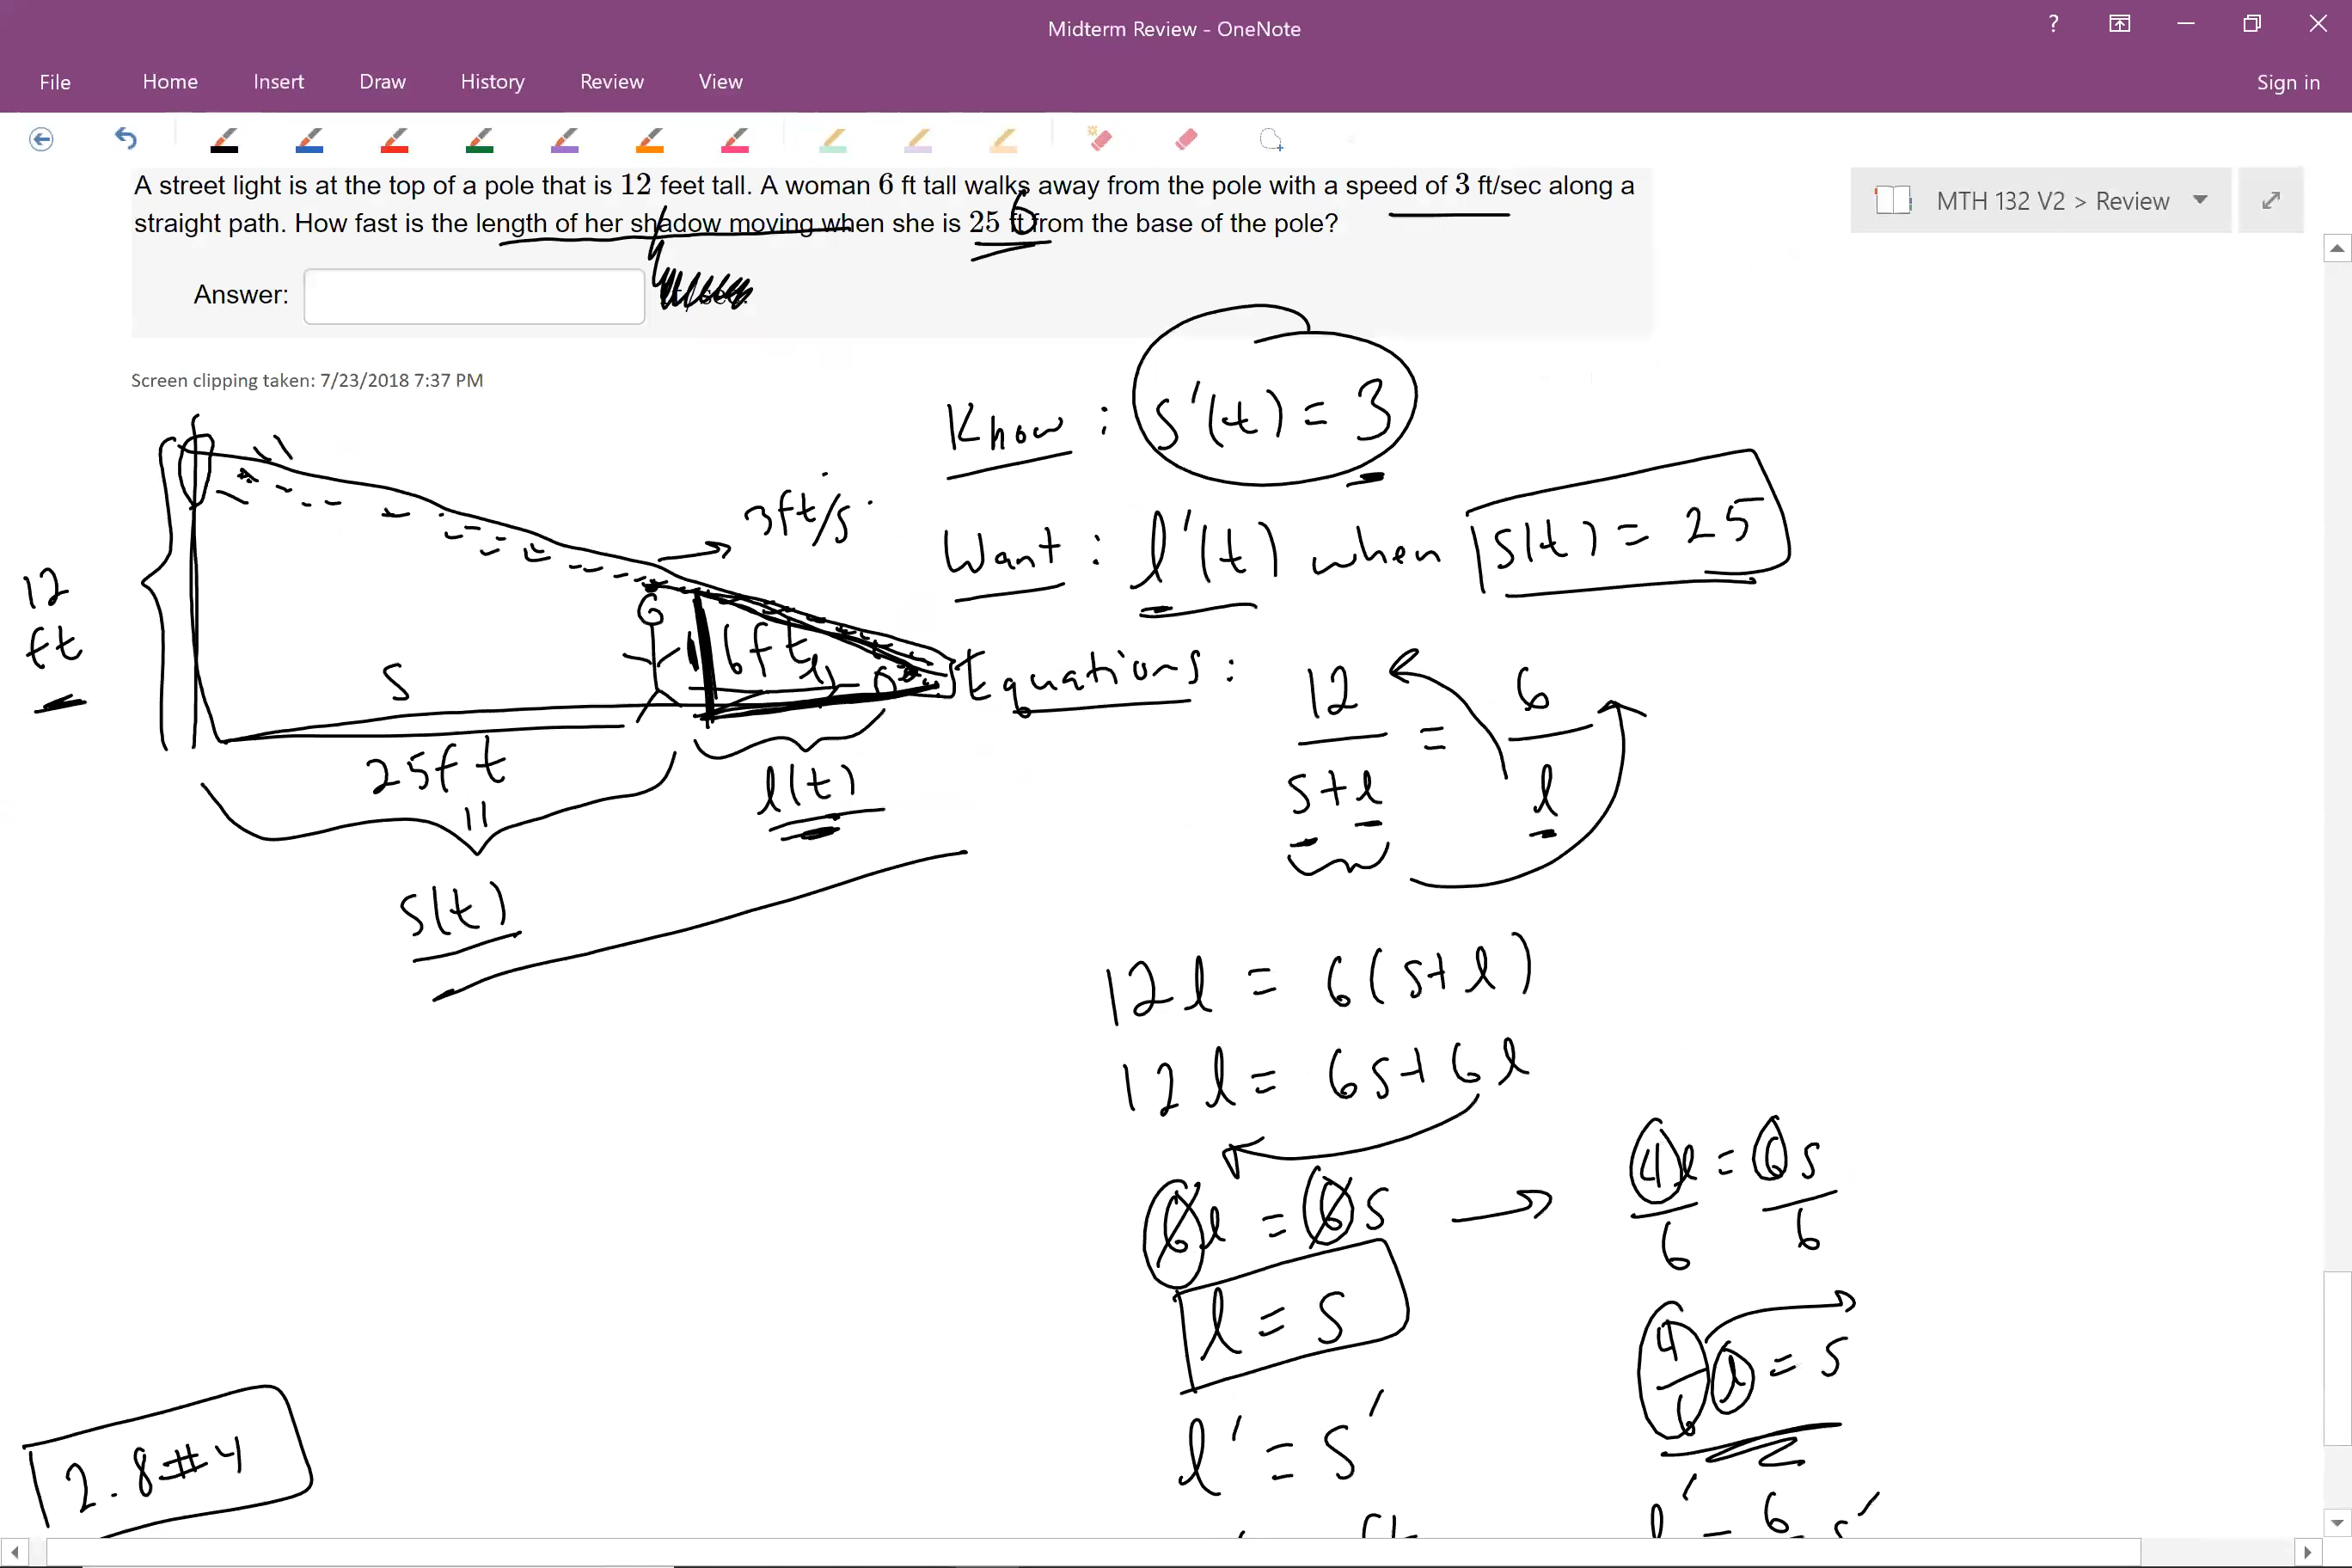 Midterm Review - OneNote
?
File Home Insert Draw History Review View
Sign in
A street light is at the top of a pole that is 12 feet tall. A woman 6 ft tall walks away from the pole with a speed of 3 ft/sec along a
straight path. How fast is the length of her shadow moving when she is 25 ft from the base of the pole?
6
MTH 132 V2 > Review
Answer:
Screen clipping taken: 7/23/2018 7:37 PM
Know : s'(t) = 3
3ft/s
Want : l'(t) when s(t) = 25
12
ft
6ft
l
s
25ft
=
l(t)
s(t)
Equations :
12/(s+l) = 6/l
12l = 6(s+l)
12l = 6s+6l
6l = 6s → 4l/6 = 6s/6
l = s
4/6 l = s
l' = s'
l' = 6 s'
ft
2.8#4